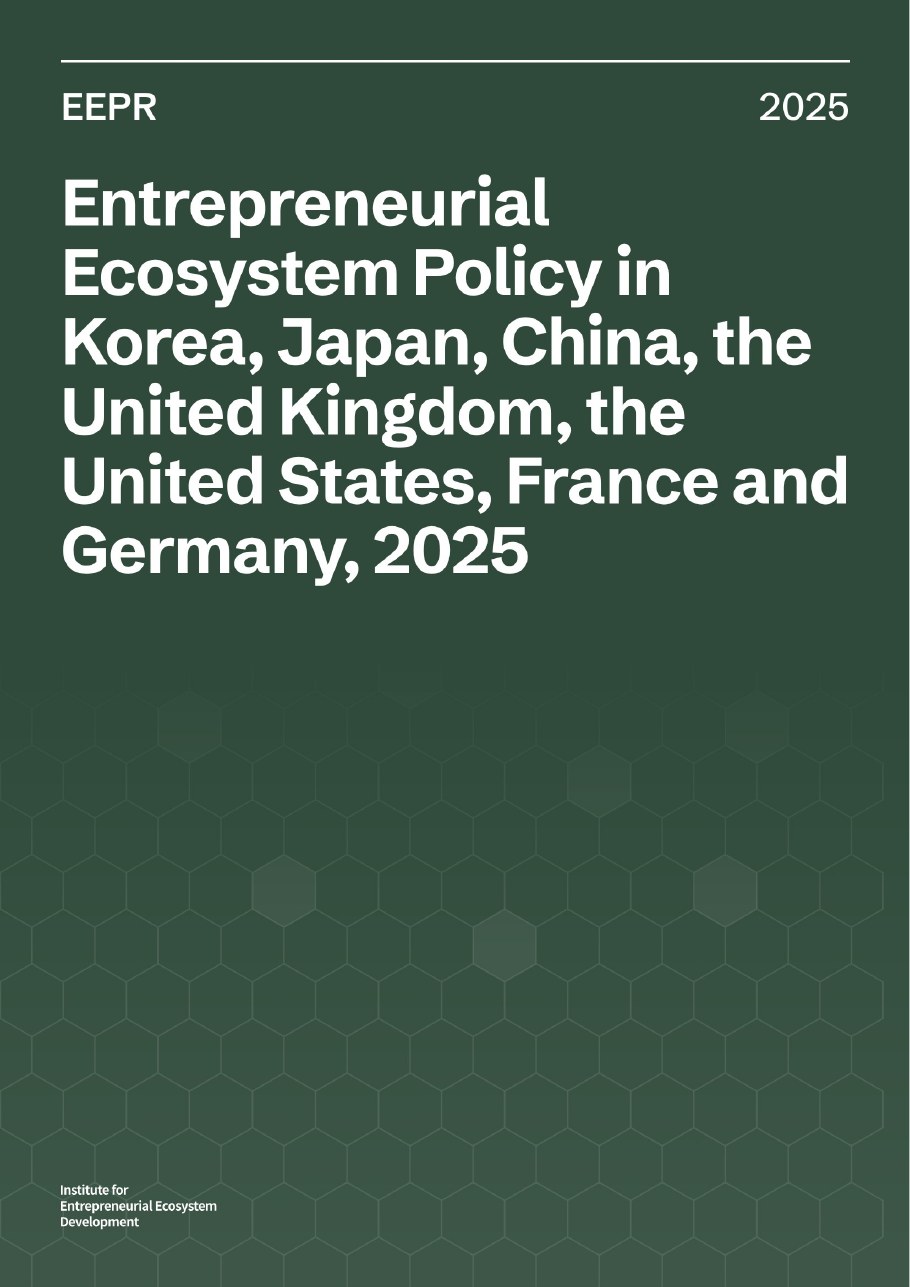 EEPR 2025
Entrepreneurial
Ecosystem Policy in
Korea, Japan, China, the
United Kingdom, the
United States, France and
Germany, 2025
Institute for
Entrepreneurial Ecosystem
Development